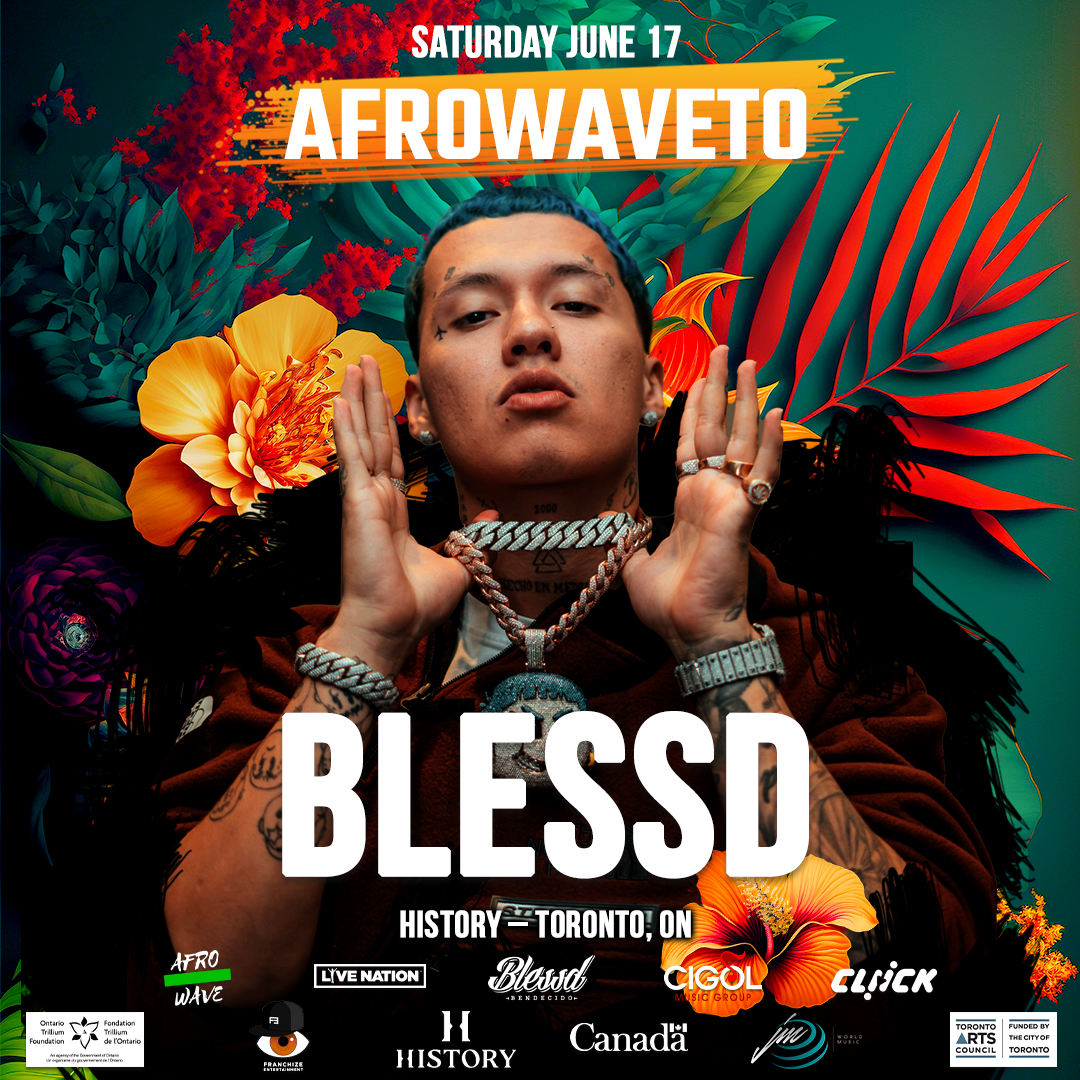 SATURDAY JUNE 17
AFROWAVETO
2000
BLESSD
HISTORY – TORONTO, ON
AFRO
WAVE
LIVE NATION
Blessd
-BENDECIDO-
CIGOL
MUSIC GROUP
CLIICK
Ontario
Trillium
Foundation
Fondation
Trillium
de l'Ontario
An agency of the Government of Ontario
Un organisme du gouvernement de l'Ontario
FRANCHIZE
ENTERTAINMENT
H
HISTORY
Canada
jm
WORLD
MUSIC
TORONTO
ARTS
COUNCIL
FUNDED BY
THE CITY OF
TORONTO